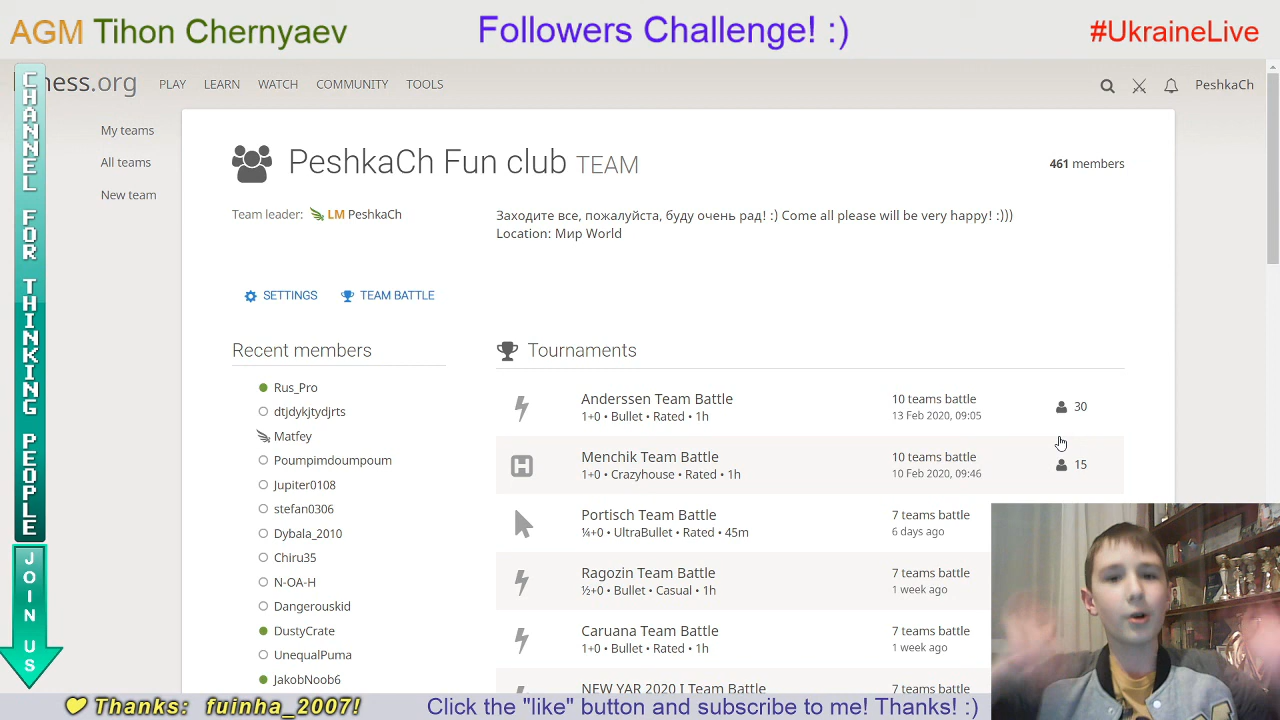 AGM Tihon Chernyaev
Followers Challenge! :)
#UkraineLive
CHANNEL FOR THINKING PEOPLE
JOIN US
hess.org
PLAY LEARN WATCH COMMUNITY TOOLS
PeshkaCh
My teams
All teams
New team
PeshkaCh Fun club TEAM
461 members
Team leader: LM PeshkaCh
Заходите все, пожалуйста, буду очень рад! :) Come all please will be very happy! :)))
Location: Мир World
SETTINGS TEAM BATTLE
Recent members
Rus_Pro
dtjdykjtydjrts
Matfey
Poumpimdoumpoum
Jupiter0108
stefan0306
Dybala_2010
Chiru35
N-OA-H
Dangerouskid
DustyCrate
UnequalPuma
JakobNoob6
Tournaments
Anderssen Team Battle 10 teams battle
1+0 • Bullet • Rated • 1h 13 Feb 2020, 09:05 30
Menchik Team Battle 10 teams battle
1+0 • Crazyhouse • Rated • 1h 10 Feb 2020, 09:46 15
Portisch Team Battle 7 teams battle
¼+0 • UltraBullet • Rated • 45m 6 days ago
Ragozin Team Battle 7 teams battle
½+0 • Bullet • Casual • 1h 1 week ago
Caruana Team Battle 7 teams battle
1+0 • Bullet • Rated • 1h 1 week ago
NEW YAR 2020 I Team Battle 7 teams battle
Thanks: fuinha_2007!
Click the "like" button and subscribe to me! Thanks! :)